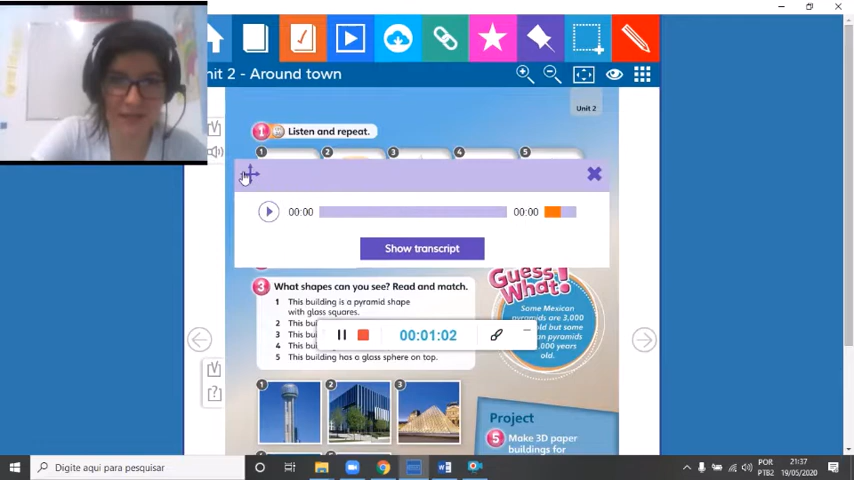 nit 2 - Around town
Unit 2
1 Listen and repeat.
1 2 3 4 5
00:00 00:00
Show transcript
3 What shapes can you see? Read and match.
1 This building is a pyramid shape
with glass squares.
2 This bu
3 This bu
4 This bu
5 This building has a glass sphere on top.
00:01:02
Guess What!
Some Mexican
pyramids are 3,000
old but some
yramids
,000 years
old.
1 2 3
Project
5 Make 3D paper
buildings for
Digite aqui para pesquisar
POR
PTB2
21:37
19/05/2020